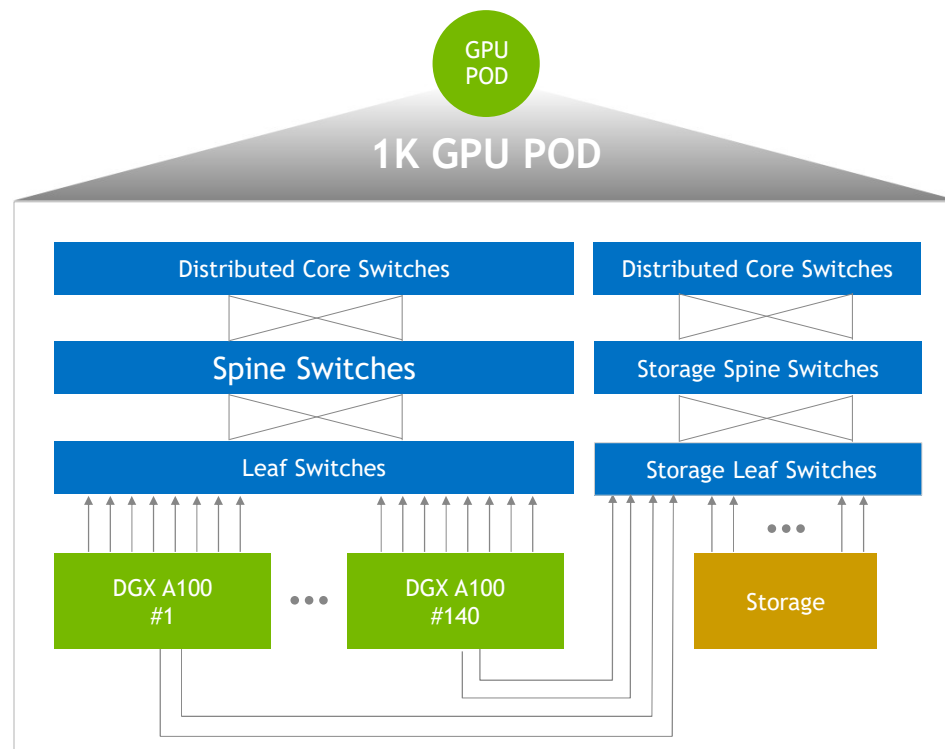 GPU
POD
1K GPU POD
Distributed Core Switches
Distributed Core Switches
Spine Switches
Storage Spine Switches
Leaf Switches
Storage Leaf Switches
DGX A100
#1
DGX A100
#140
Storage